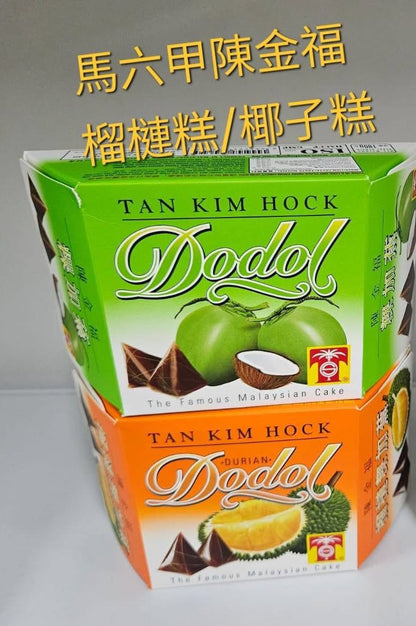 馬六甲陳金福
榴槤糕/椰子糕
ISO
TAN KIM HOCK
Dodol
The Famous Malaysian Cake
TAN KIM HOCK
DURIAN
Dodol
The Famous Malaysian Cake